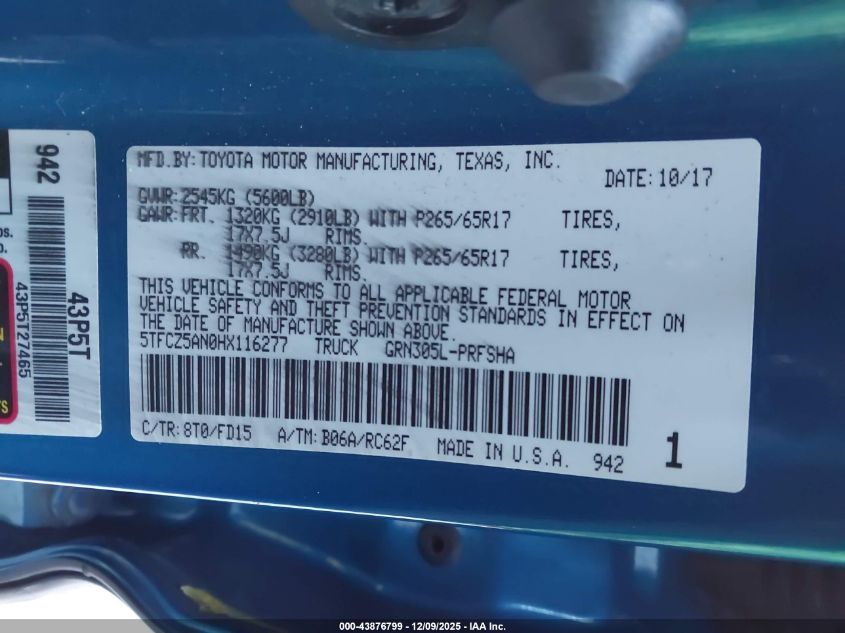 MFD.BY:TOYOTA MOTOR MANUFACTURING, TEXAS, INC.
DATE:10/17
GVWR:2545KG (5600LB)
GAWR:FRT. 1320KG (2910LB) WITH P265/65R17 TIRES,
17X7.5J RIMS.
RR. 1490KG (3280LB) WITH P265/65R17 TIRES,
17X7.5J RIMS.
THIS VEHICLE CONFORMS TO ALL APPLICABLE FEDERAL MOTOR
VEHICLE SAFETY AND THEFT PREVENTION STANDARDS IN EFFECT ON
THE DATE OF MANUFACTURE SHOWN ABOVE.
5TFCZ5AN0HX116277 TRUCK GRN305L-PRFSHA
C/TR:8T0/FD15 A/TM:B06A/RC62F MADE IN U.S.A. 942 1
942
43P5T
43P5T27465
000-43876799 - 12/09/2025 - IAA Inc.